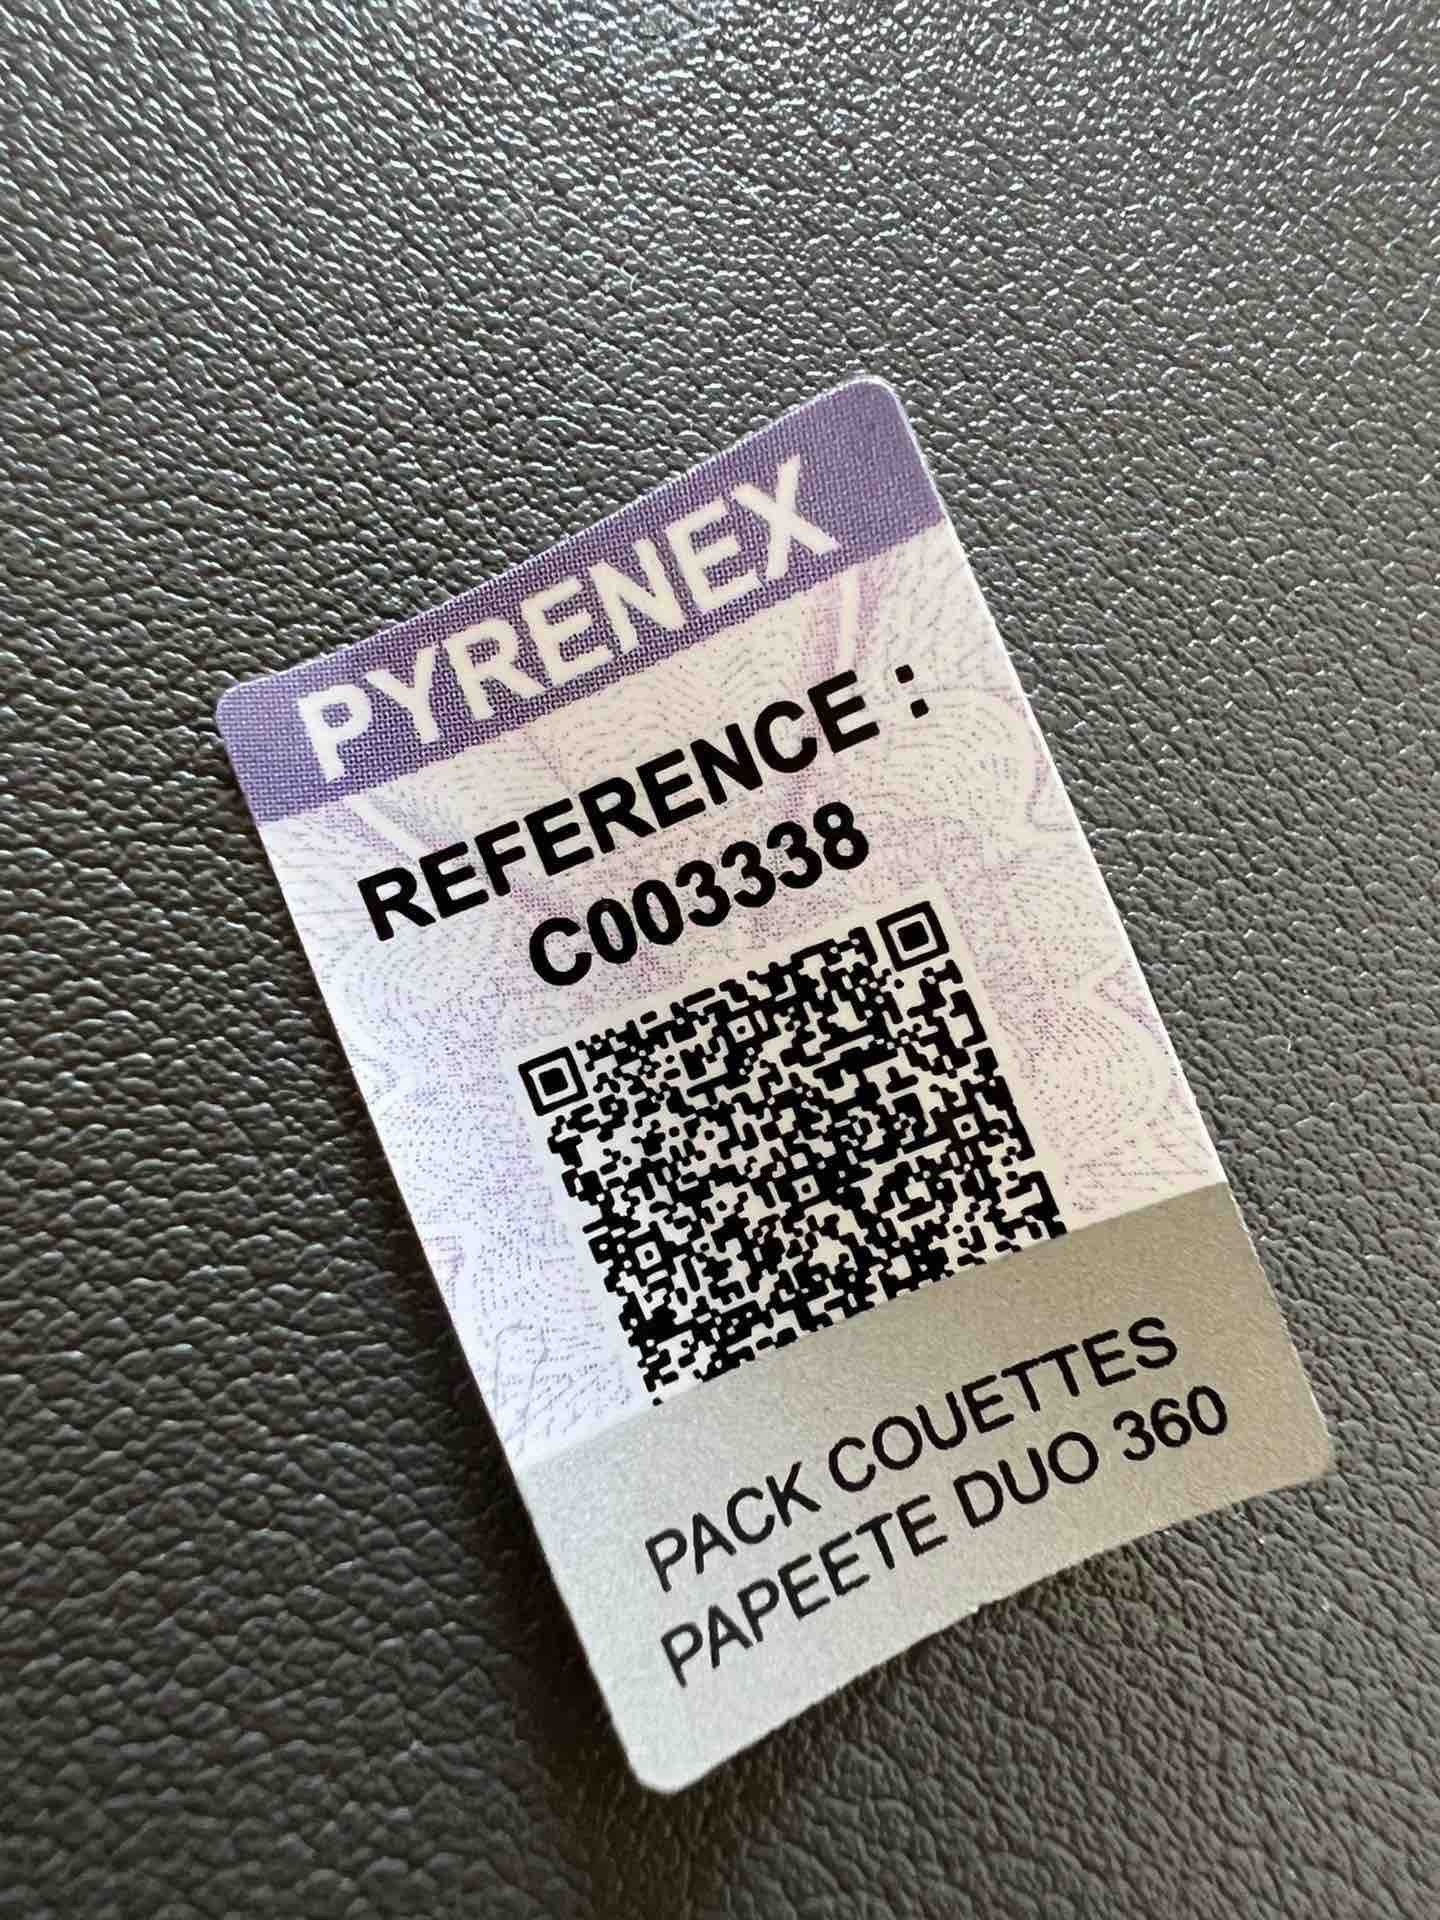 PYRENEX
REFERENCE :
C003338
PACK COUETTES
PAPEETE DUO 360